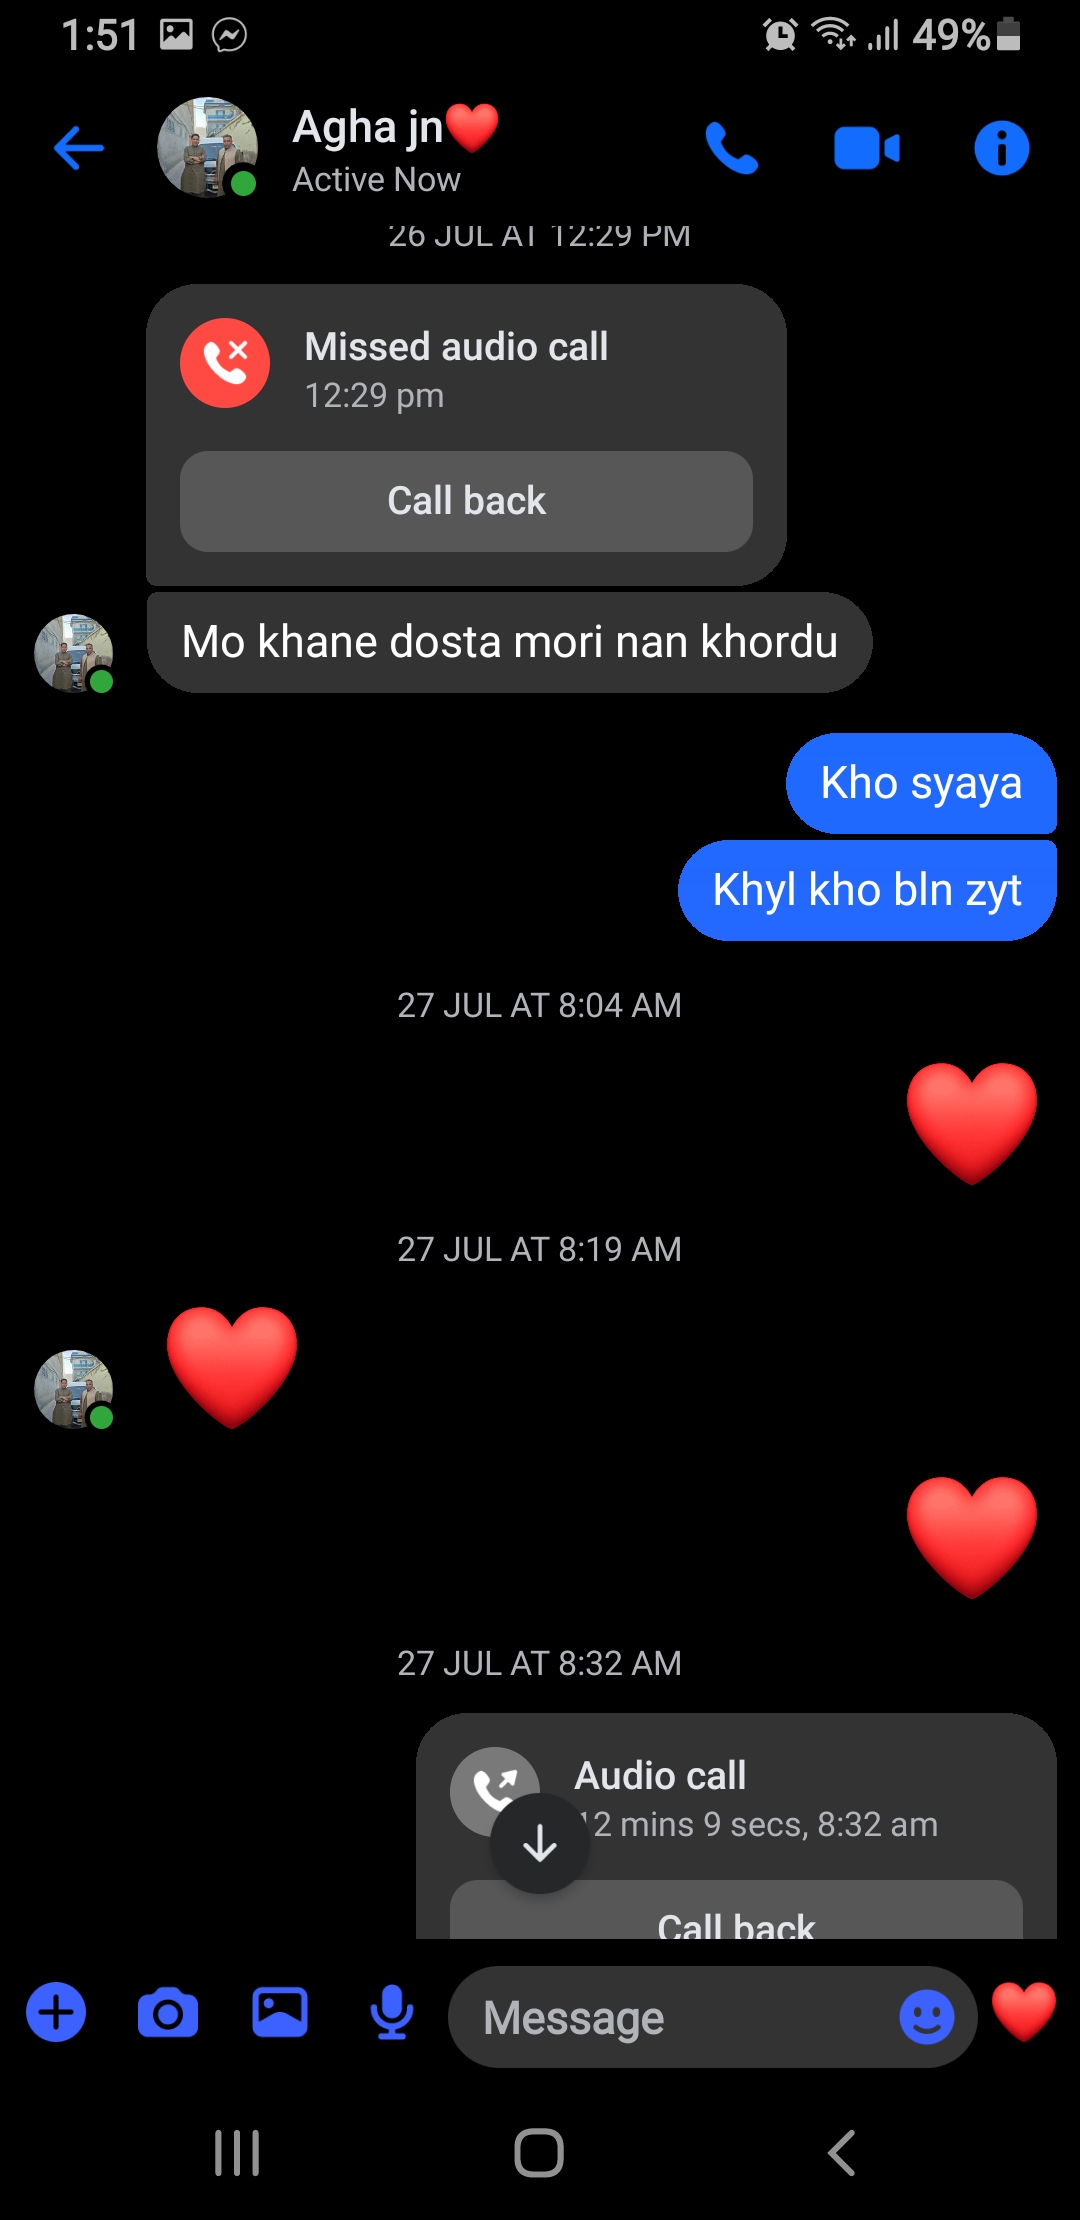 1:51
49%
Agha jn❤️
Active Now
26 JUL AT 12:29 PM
Missed audio call
12:29 pm
Call back
Mo khane dosta mori nan khordu
Kho syaya
Khyl kho bln zyt
27 JUL AT 8:04 AM
❤️
27 JUL AT 8:19 AM
❤️
❤️
27 JUL AT 8:32 AM
Audio call
12 mins 9 secs, 8:32 am
Call back
Message